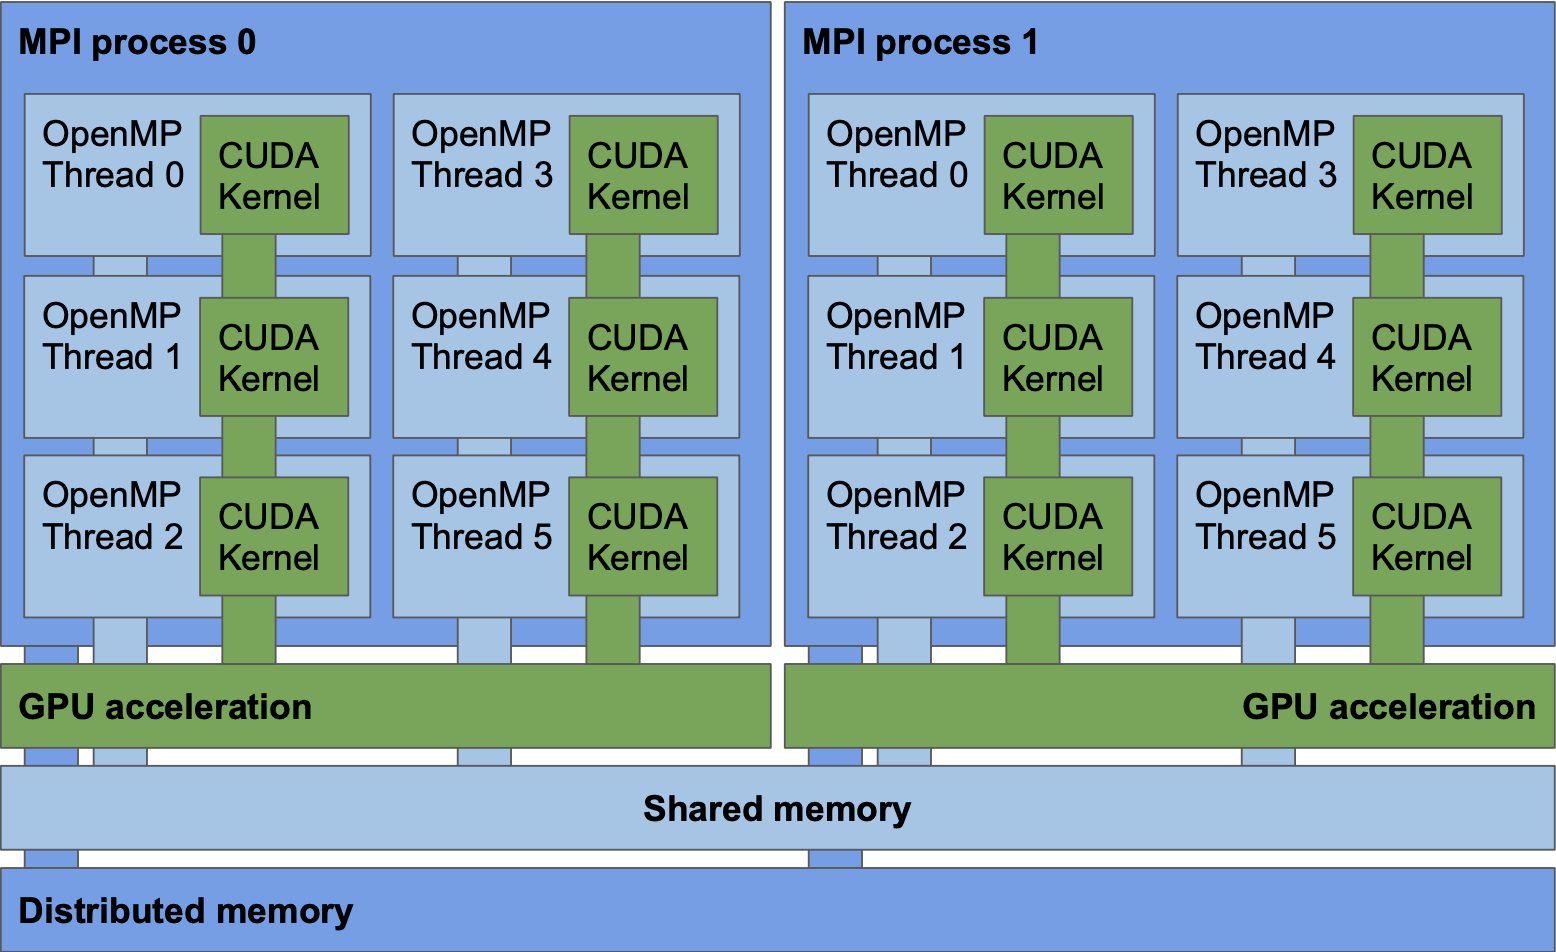 MPI process 0
OpenMP
Thread 0
CUDA
Kernel
OpenMP
Thread 3
CUDA
Kernel
OpenMP
Thread 1
CUDA
Kernel
OpenMP
Thread 4
CUDA
Kernel
OpenMP
Thread 2
CUDA
Kernel
OpenMP
Thread 5
CUDA
Kernel
GPU acceleration
MPI process 1
OpenMP
Thread 0
CUDA
Kernel
OpenMP
Thread 3
CUDA
Kernel
OpenMP
Thread 1
CUDA
Kernel
OpenMP
Thread 4
CUDA
Kernel
OpenMP
Thread 2
CUDA
Kernel
OpenMP
Thread 5
CUDA
Kernel
GPU acceleration
Shared memory
Distributed memory